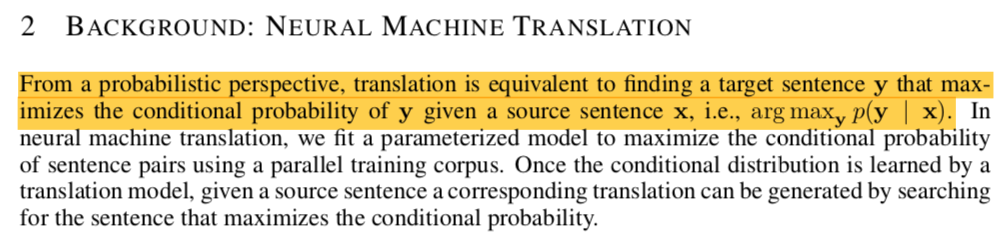 2 BACKGROUND: NEURAL MACHINE TRANSLATION
From a probabilistic perspective, translation is equivalent to finding a target sentence y that max-
imizes the conditional probability of y given a source sentence x, i.e., arg max_y p(y | x). In
neural machine translation, we fit a parameterized model to maximize the conditional probability
of sentence pairs using a parallel training corpus. Once the conditional distribution is learned by a
translation model, given a source sentence a corresponding translation can be generated by searching
for the sentence that maximizes the conditional probability.